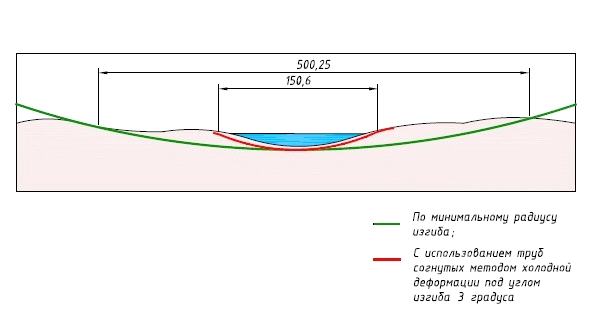 500,25
150,6
По минимальному радиусу
изгиба;
С использованием труб
согнутых методом холодной
деформации под углом
изгиба 3 градуса